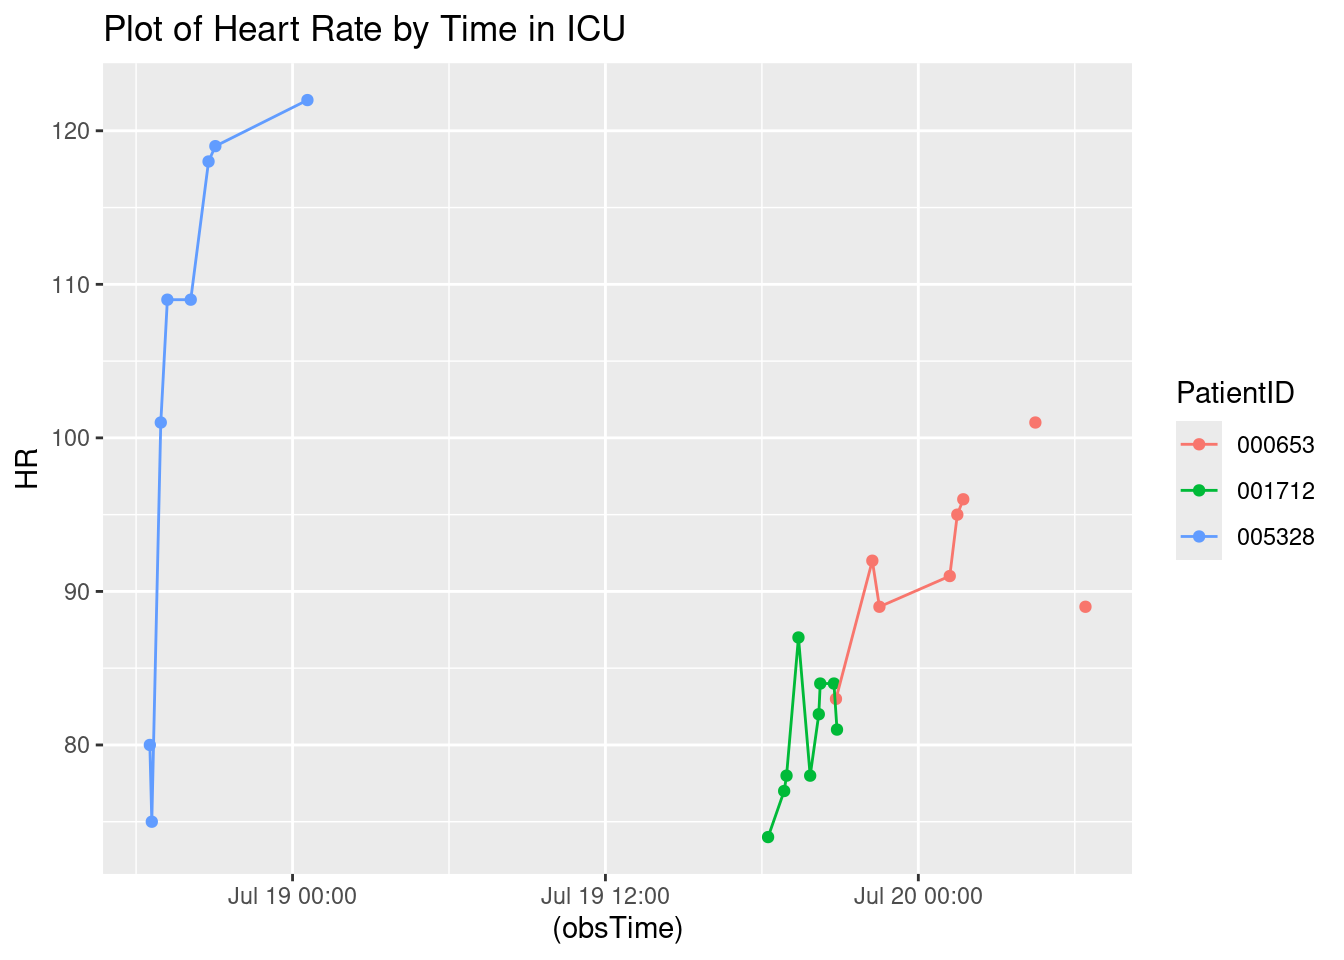 Plot of Heart Rate by Time in ICU
120
110
100
90
80
HR
Jul 19 00:00
Jul 19 12:00
Jul 20 00:00
(obsTime)
PatientID
000653
001712
005328